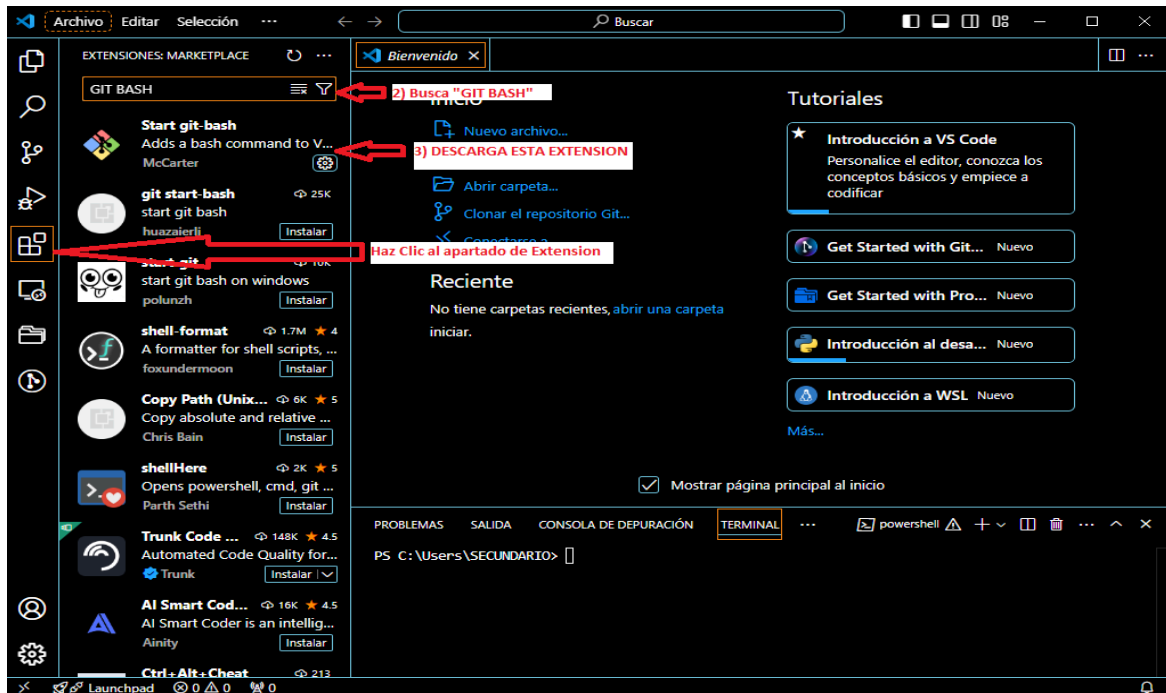 Archivo Editar Selección ··· Buscar
EXTENSIONES: MARKETPLACE
GIT BASH
Start git-bash
Adds a bash command to V...
McCarter
git start-bash 25K
start git bash
huazaierli Instalar
start-git 10K
start git bash on windows
polunzh Instalar
shell-format 1.7M ★ 4
A formatter for shell scripts, ...
foxundermoon Instalar
Copy Path (Unix... 6K ★ 5
Copy absolute and relative ...
Chris Bain Instalar
shellHere 2K ★ 5
Opens powershell, cmd, git ...
Parth Sethi Instalar
Trunk Code ... 148K ★ 4.5
Automated Code Quality for...
Trunk Instalar
AI Smart Cod... 16K ★ 4.5
AI Smart Coder is an intellig...
Ainity Instalar
Ctrl+Alt+Cheat 213
Bienvenido
2) Busca "GIT BASH"
Inicio
Nuevo archivo...
3) DESCARGA ESTA EXTENSION
Abrir carpeta...
Clonar el repositorio Git...
Conectarse a
Haz Clic al apartado de Extension
Reciente
No tiene carpetas recientes, abrir una carpeta
iniciar.
Tutoriales
Introducción a VS Code
Personalice el editor, conozca los
conceptos básicos y empiece a
codificar
Get Started with Git... Nuevo
Get Started with Pro... Nuevo
Introducción al desa... Nuevo
Introducción a WSL Nuevo
Más...
Mostrar página principal al inicio
PROBLEMAS SALIDA CONSOLA DE DEPURACIÓN TERMINAL ··· powershell
PS C:\Users\SECUNDARIO>
Launchpad 0 0 0